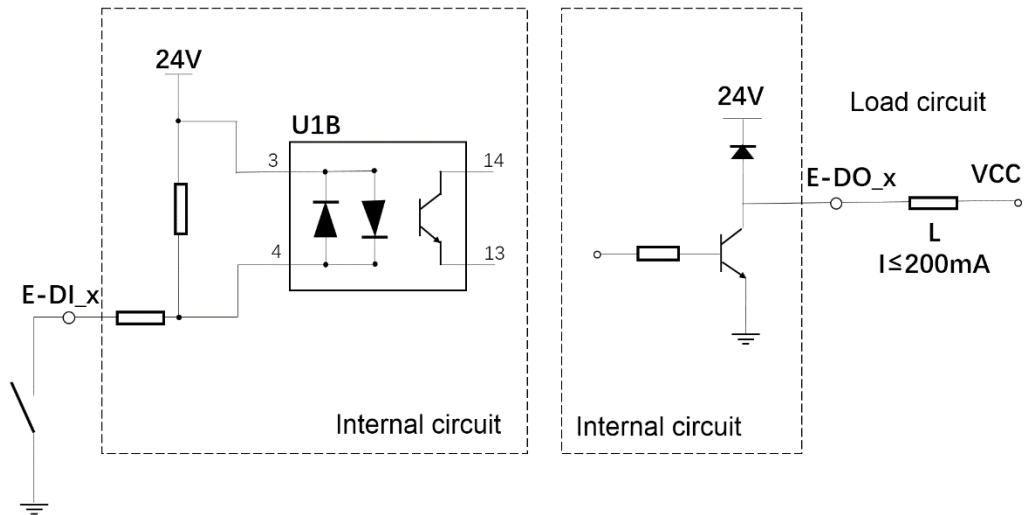 24V
U1B
3
14
4
13
E-DI_x
Internal circuit
24V
Load circuit
E-DO_x
VCC
L
I≤200mA
Internal circuit